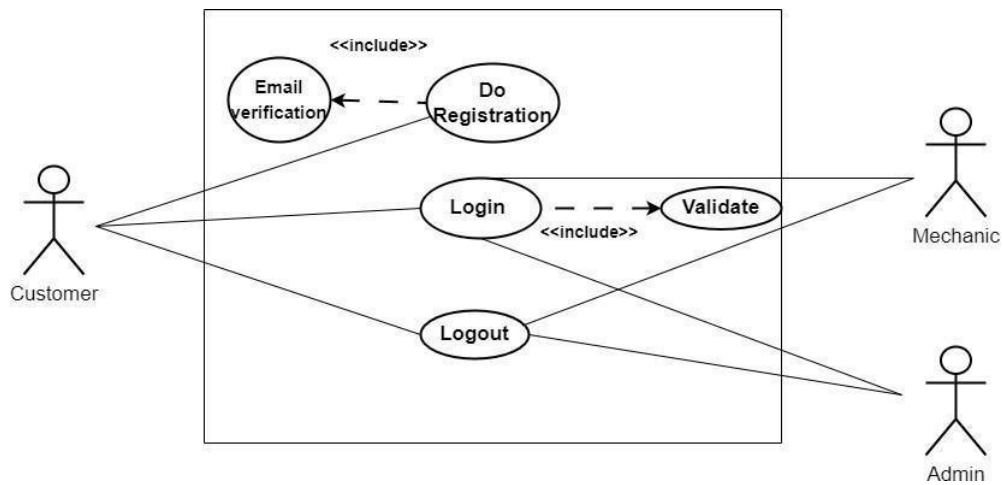 <<include>>
Email
verification
Do
Registration
Login
Validate
<<include>>
Mechanic
Customer
Logout
Admin